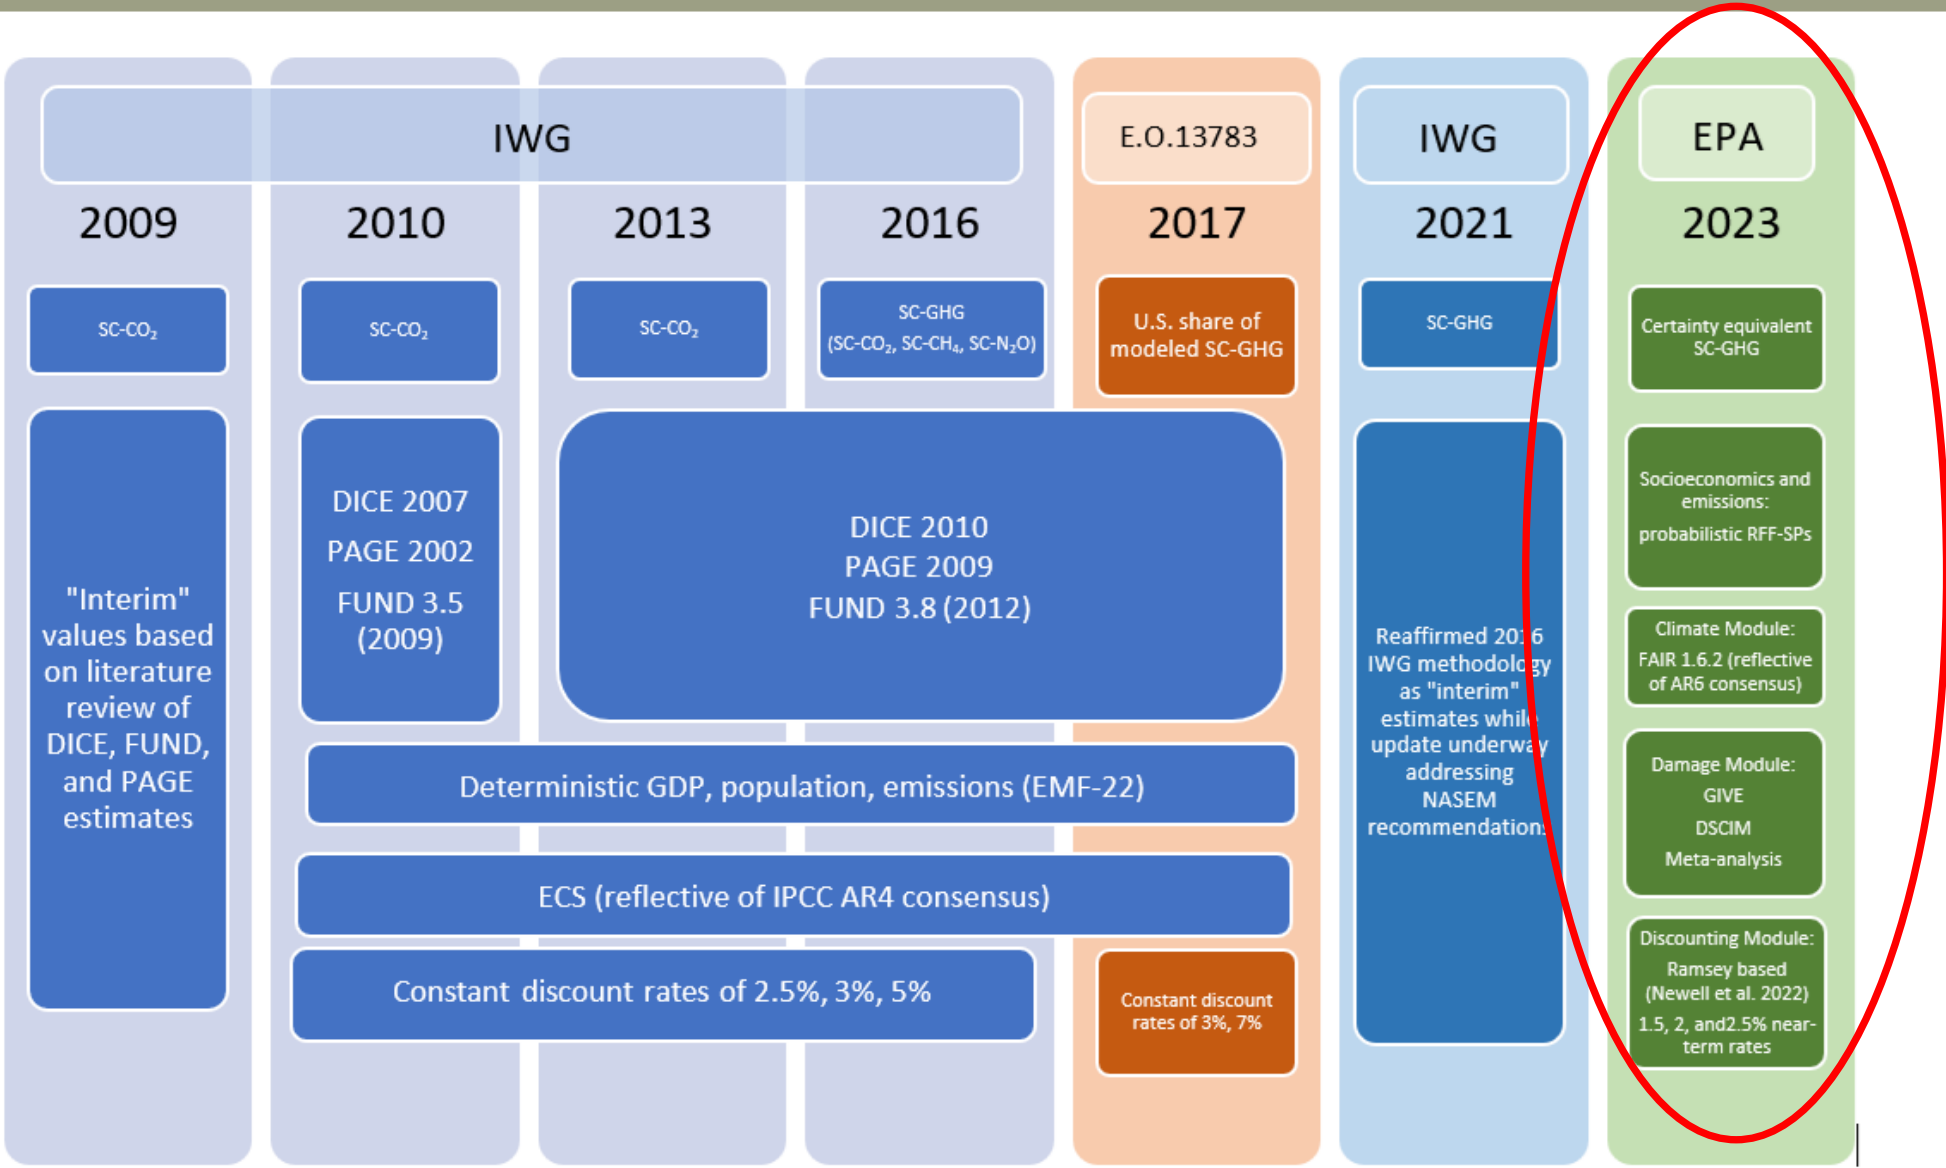 IWG
E.O.13783
IWG
EPA
2009
2010
2013
2016
2017
2021
2023
SC-CO₂
SC-CO₂
SC-CO₂
SC-GHG
(SC-CO₂, SC-CH₄, SC-N₂O)
U.S. share of
modeled SC-GHG
SC-GHG
Certainty equivalent
SC-GHG
"Interim"
values based
on literature
review of
DICE, FUND,
and PAGE
estimates
DICE 2007
PAGE 2002
FUND 3.5
(2009)
DICE 2010
PAGE 2009
FUND 3.8 (2012)
Deterministic GDP, population, emissions (EMF-22)
ECS (reflective of IPCC AR4 consensus)
Constant discount rates of 2.5%, 3%, 5%
Constant discount
rates of 3%, 7%
Reaffirmed 2016
IWG methodology
as "interim"
estimates while
update underway
addressing
NASEM
recommendations
Socioeconomics and
emissions:
probabilistic RFF-SPs
Climate Module:
FAIR 1.6.2 (reflective
of AR6 consensus)
Damage Module:
GIVE
DSCIM
Meta-analysis
Discounting Module:
Ramsey based
(Newell et al. 2022)
1.5, 2, and2.5% near-
term rates